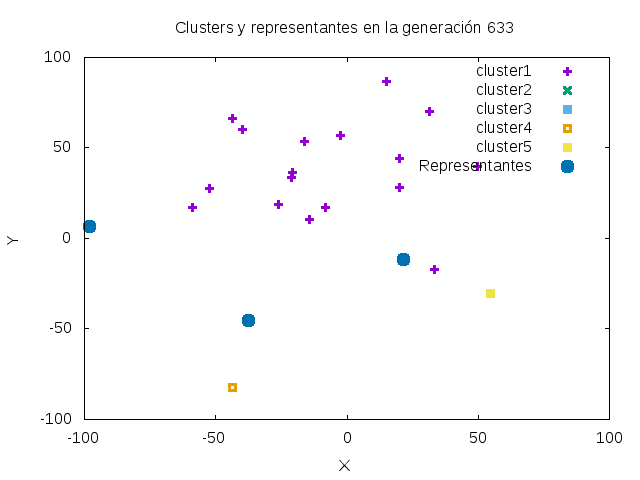 Clusters y representantes en la generación 633
cluster1
cluster2
cluster3
cluster4
cluster5
Representantes
100
50
0
-50
-100
-100 -50 0 50 100
Y
X